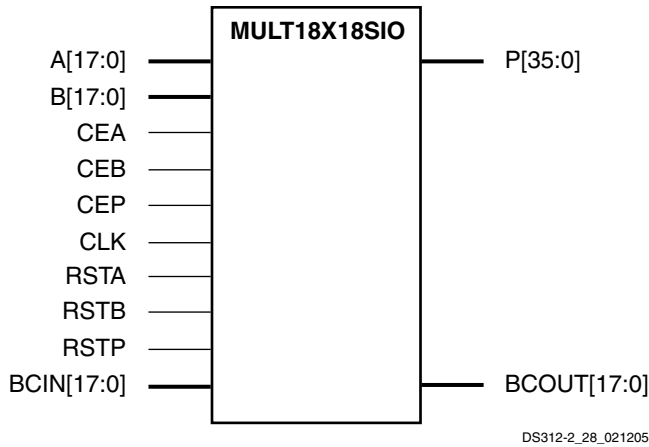 MULT18X18SIO
A[17:0]
P[35:0]
B[17:0]
CEA
CEB
CEP
CLK
RSTA
RSTB
RSTP
BCIN[17:0]
BCOUT[17:0]
DS312-2_28_021205